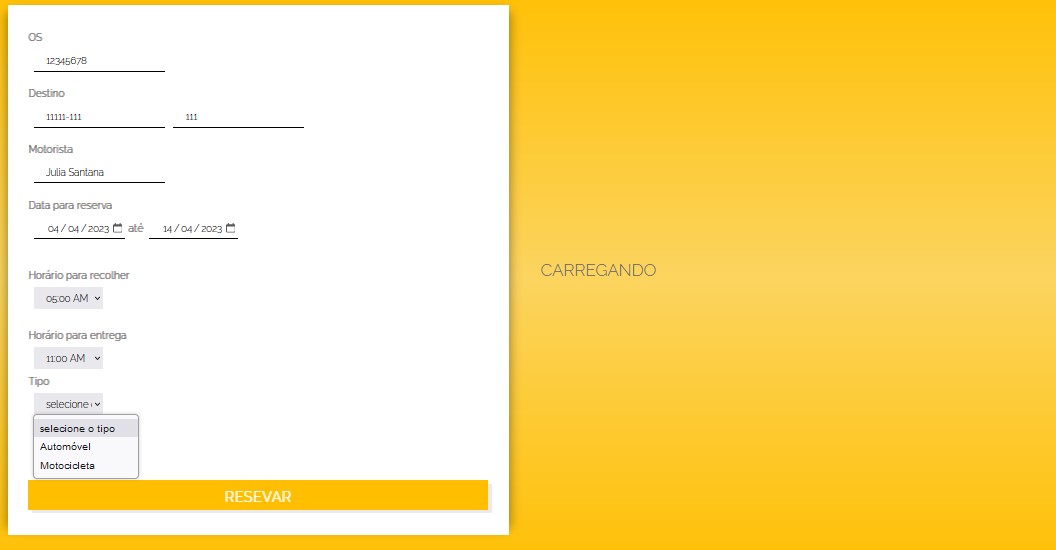 OS
12345678
Destino
11111-111 111
Motorista
Julia Santana
Data para reserva
04 / 04 / 2023 até 14 / 04 / 2023
Horário para recolher
05:00 AM
CARREGANDO
Horário para entrega
11:00 AM
Tipo
selecione
selecione o tipo
Automóvel
Motocicleta
RESEVAR